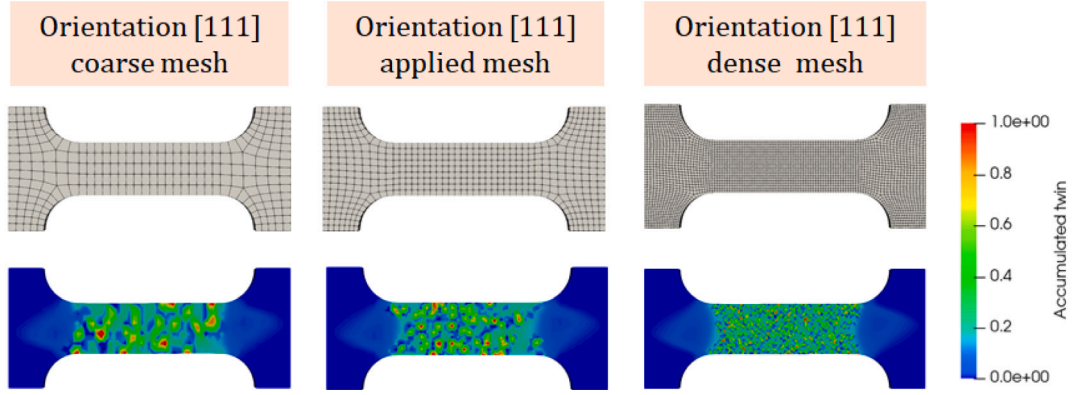 Orientation [111]
coarse mesh
Orientation [111]
applied mesh
Orientation [111]
dense mesh
1.0e+00
0.8
0.6
0.4
0.2
0.0e+00
Accumulated twin